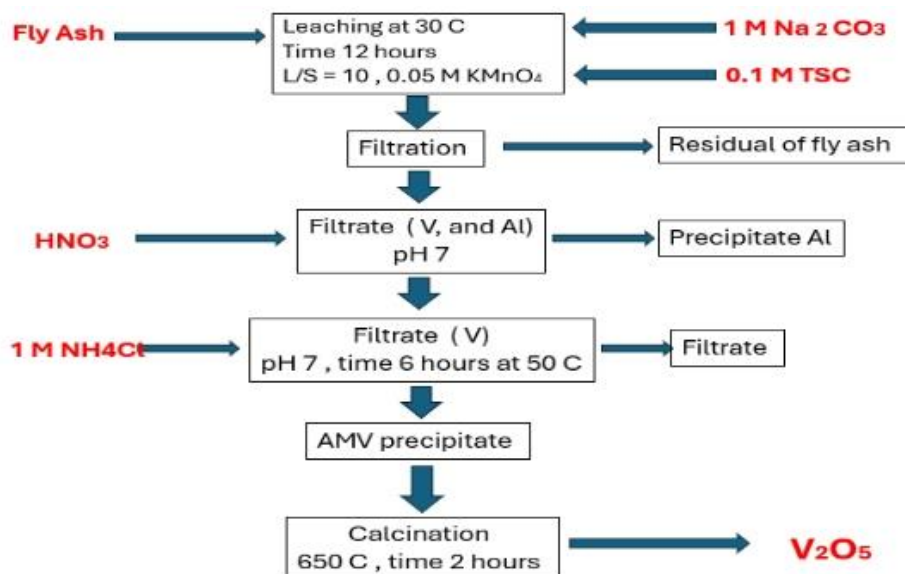 Fly Ash
Leaching at 30 C
Time 12 hours
L/S = 10 , 0.05 M KMnO₄
1 M Na ₂ CO₃
0.1 M TSC
Filtration
Residual of fly ash
HNO₃
Filtrate ( V, and Al)
pH 7
Precipitate Al
1 M NH4Cl
Filtrate ( V)
pH 7 , time 6 hours at 50 C
Filtrate
AMV precipitate
Calcination
650 C , time 2 hours
V₂O₅